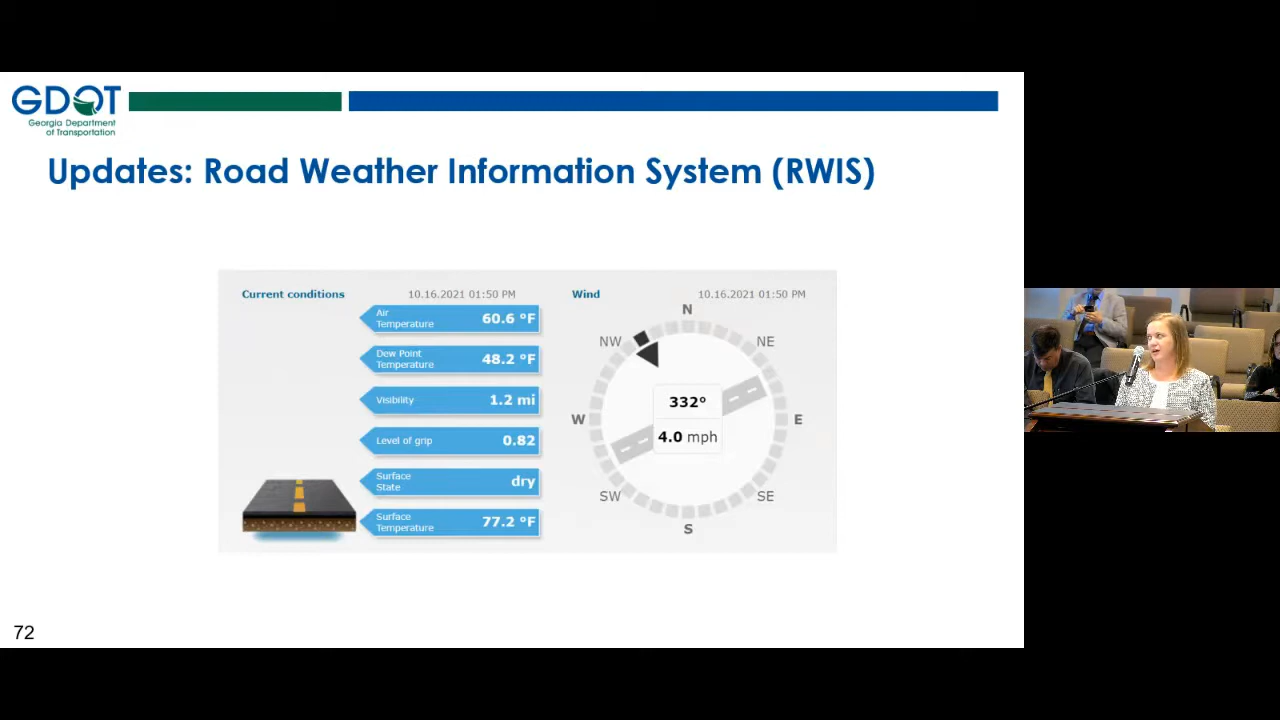 GDOT
Georgia Department
of Transportation
Updates: Road Weather Information System (RWIS)
Current conditions 10.16.2021 01:50 PM
Air
Temperature 60.6 °F
Dew Point
Temperature 48.2 °F
Visibility 1.2 mi
Level of grip 0.82
Surface
State dry
Surface
Temperature 77.2 °F
Wind 10.16.2021 01:50 PM
N
NW NE
332°
W E
4.0 mph
SW SE
S
72